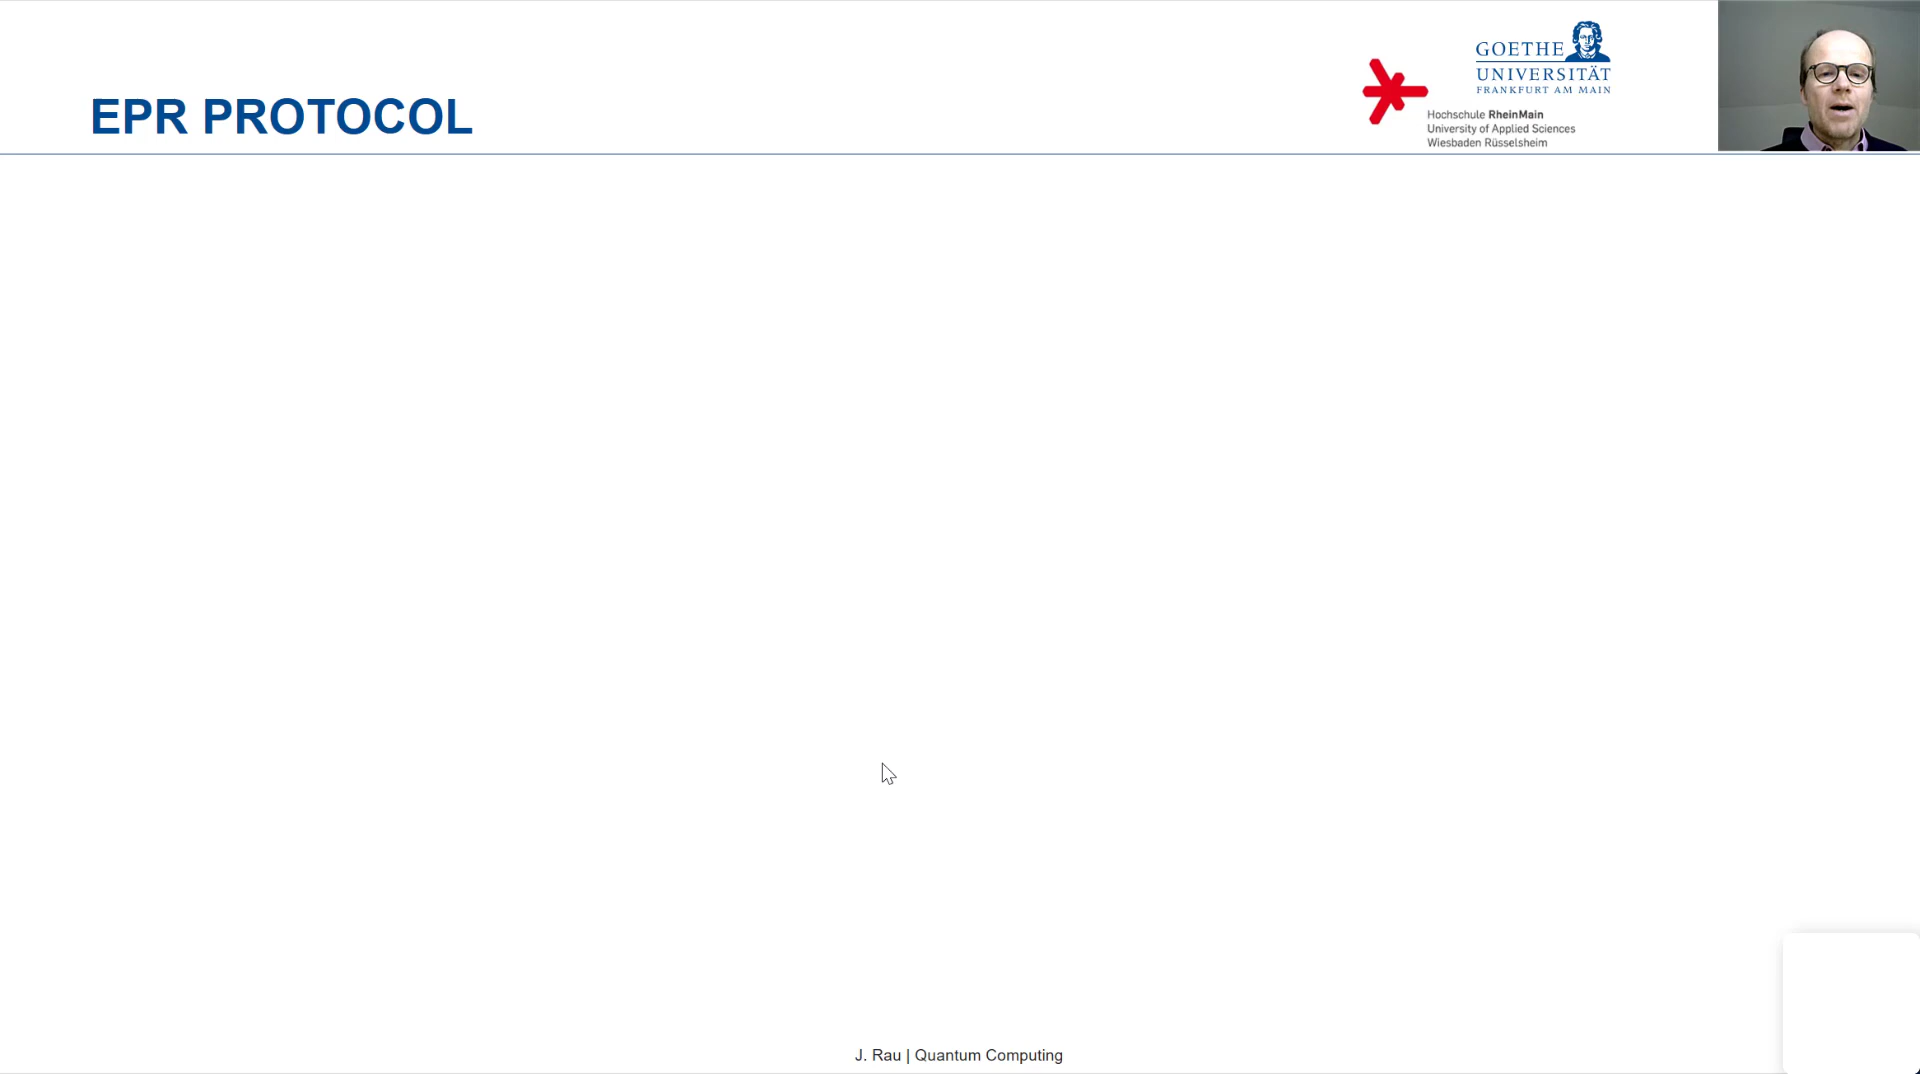 EPR PROTOCOL
GOETHE
UNIVERSITÄT
FRANKFURT AM MAIN
Hochschule RheinMain
University of Applied Sciences
Wiesbaden Rüsselsheim
J. Rau | Quantum Computing